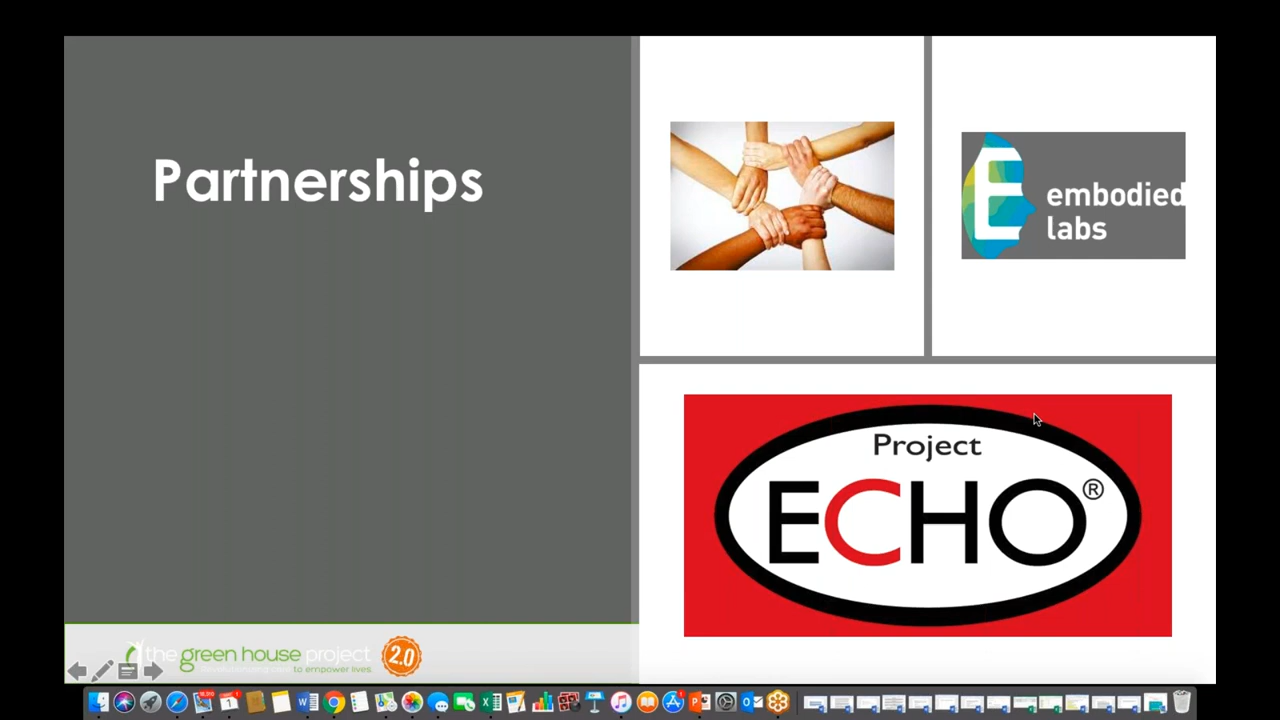 Partnerships
E
embodied
labs
Project
ECHO®
the green house project
to empower lives
2.0